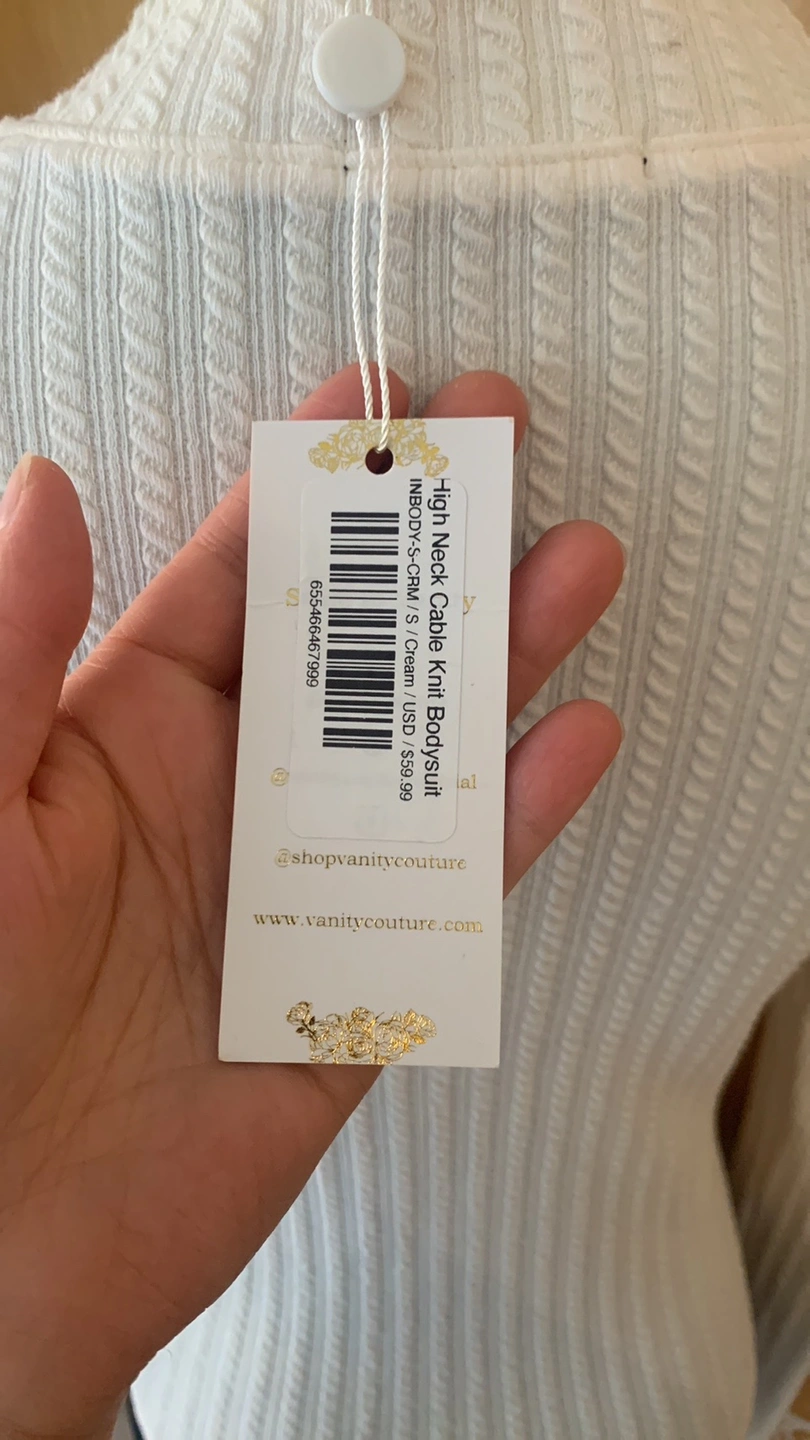 High Neck Cable Knit Bodysuit
INBODY-S-CRM / S / Cream / USD / $59.99
655466467999
@shopvanitycouture
www.vanitycouture.com